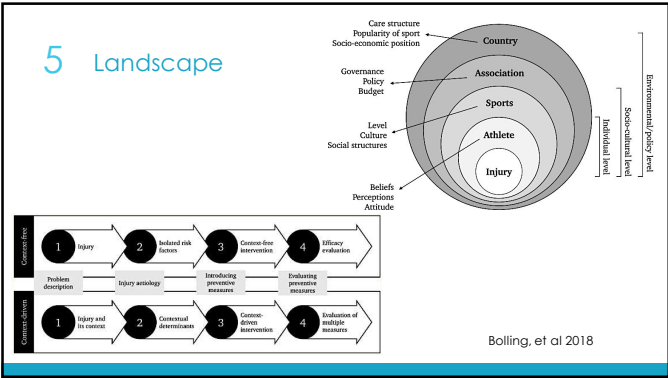 5 Landscape
Care structure
Popularity of sport
Socio-economic position
Governance
Policy
Budget
Level
Culture
Social structures
Beliefs
Perceptions
Attitude
Country
Association
Sports
Athlete
Injury
Individual level
Socio-cultural level
Environmental/policy level
Context-free
1 Injury
2 Isolated risk
factors
3 Context-free
intervention
4 Efficacy
evaluation
Problem
description
Injury aetiology
Introducing
preventive
measures
Evaluating
preventive
measures
Context-driven
1 Injury and
its context
2 Contextual
determinants
3 Context-
driven
intervention
4 Evaluation of
multiple
measures
Bolling, et al 2018